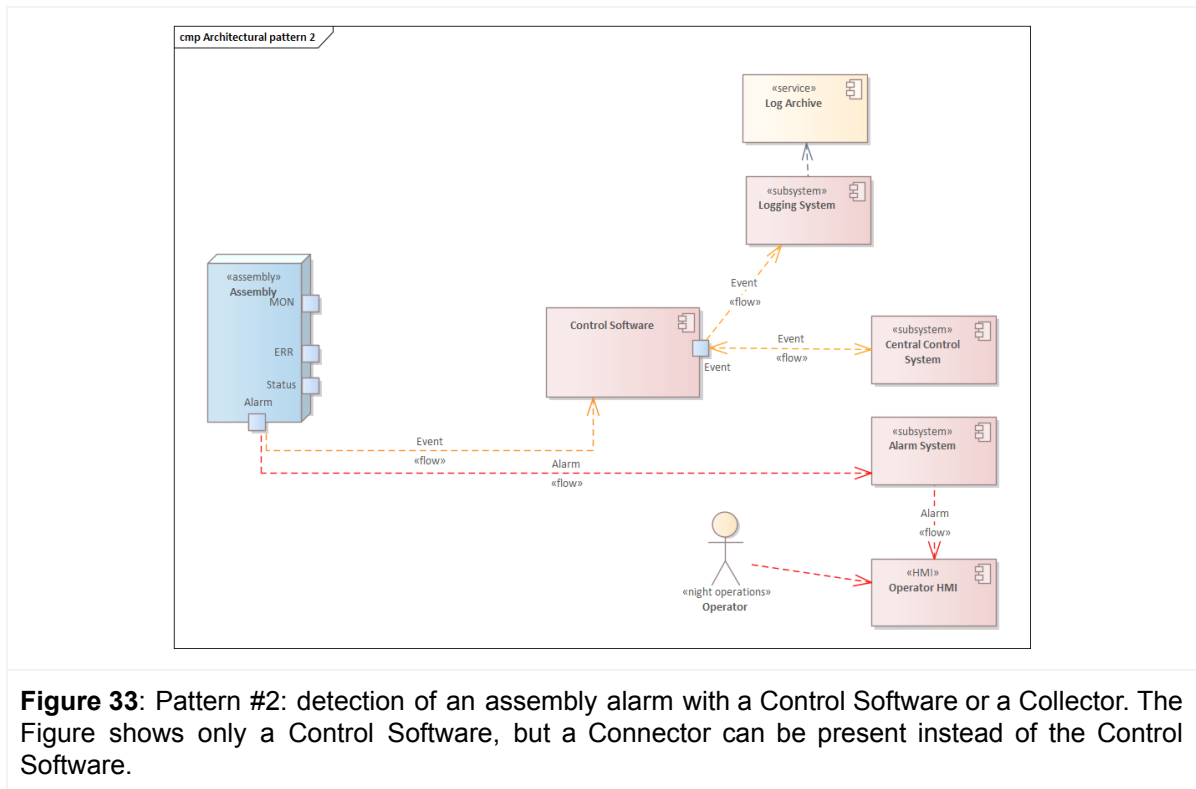 cmp Architectural pattern 2
«service»
Log Archive
«subsystem»
Logging System
«assembly»
Assembly
MON
ERR
Status
Alarm
Event
«flow»
Control Software
Event
Event
«flow»
«subsystem»
Central Control
System
Event
«flow»
Alarm
«flow»
«subsystem»
Alarm System
Alarm
«flow»
«night operations»
Operator
«HMI»
Operator HMI
Figure 33: Pattern #2: detection of an assembly alarm with a Control Software or a Collector. The
Figure shows only a Control Software, but a Connector can be present instead of the Control
Software.